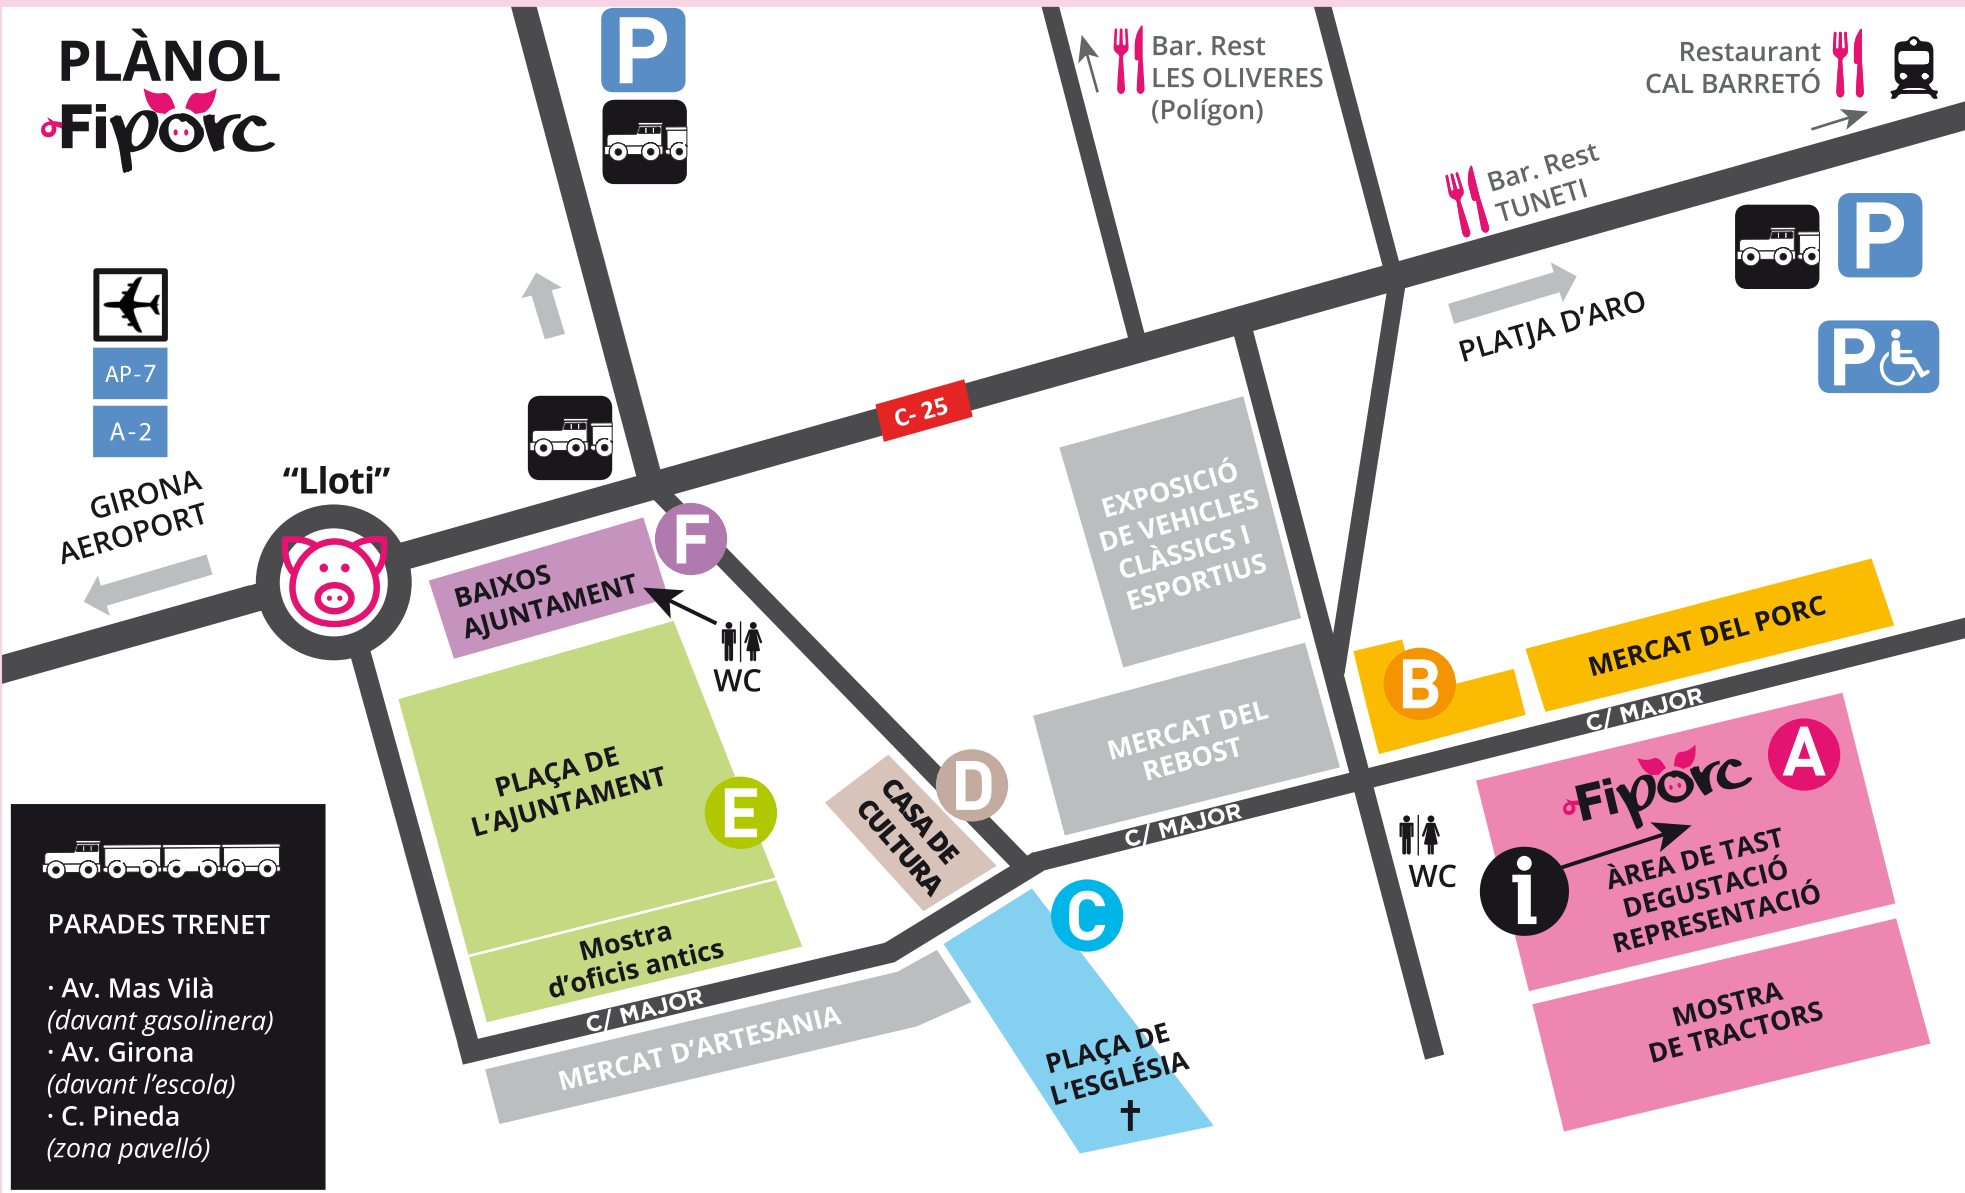 PLÀNOL
Fiporc
P
Bar. Rest
LES OLIVERES
(Polígon)
Restaurant
CAL BARRETÓ
Bar. Rest
TUNETI
P
PLATJA D'ARO
P
AP-7
A-2
GIRONA
AEROPORT
“Lloti”
C- 25
F
BAIXOS
AJUNTAMENT
WC
EXPOSICIÓ
DE VEHICLES
CLÀSSICS I
ESPORTIUS
MERCAT DEL
REBOST
B
MERCAT DEL PORC
C/ MAJOR
A
Fiporc
i
ÀREA DE TAST
DEGUSTACIÓ
REPRESENTACIÓ
WC
MOSTRA
DE TRACTORS
PLAÇA DE
L'AJUNTAMENT
E
CASA DE
CULTURA
D
C/ MAJOR
C
Mostra
d'oficis antics
C/ MAJOR
MERCAT D'ARTESANIA
PLAÇA DE
L'ESGLÉSIA
PARADES TRENET
· Av. Mas Vilà
(davant gasolinera)
· Av. Girona
(davant l'escola)
· C. Pineda
(zona pavelló)